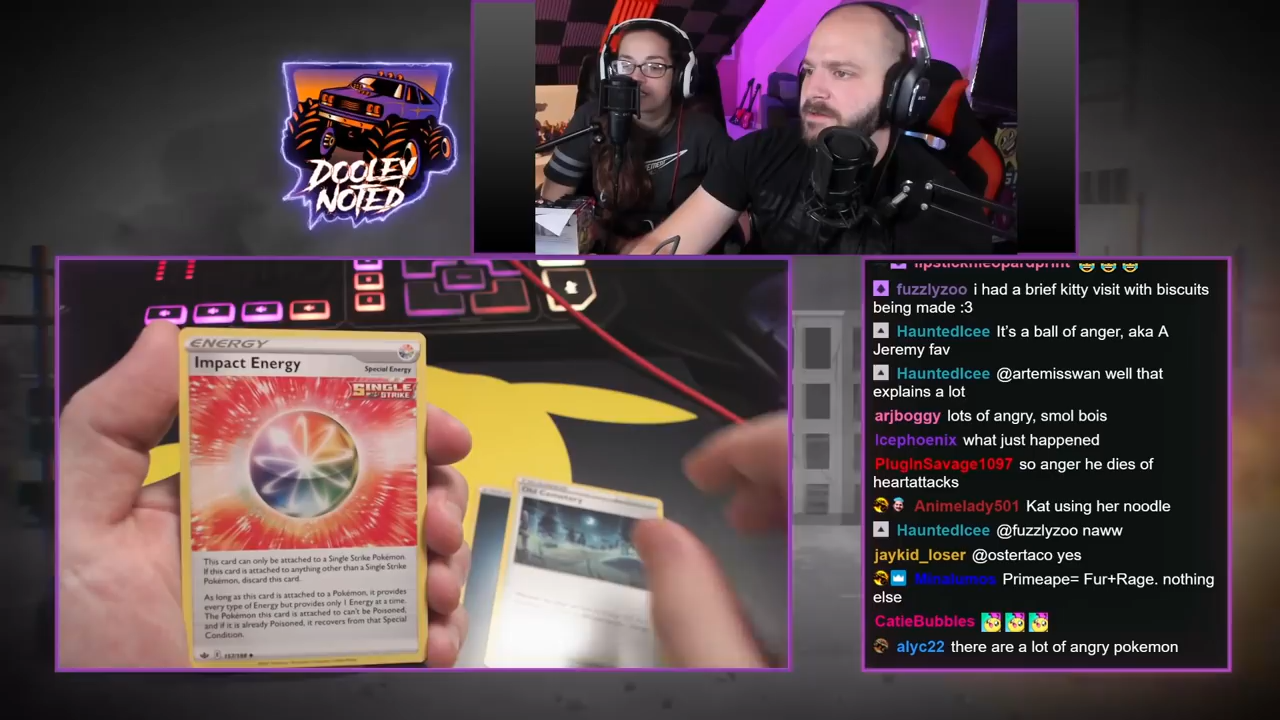 DOOLEY
NOTED
ENERGY
Impact Energy
Special Energy
SINGLE
STRIKE
This card can only be attached to a Single Strike Pokémon.
If this card is attached to anything other than a Single Strike
Pokémon, discard this card.
As long as this card is attached to a Pokémon, it provides
every type of Energy but provides only 1 Energy at a time.
The Pokémon this card is attached to can't be Poisoned,
and if it is already Poisoned, it recovers from that Special
Condition.
157/198
Old Cemetery
lipsticknleopardprint
fuzzlyzoo i had a brief kitty visit with biscuits
being made :3
HauntedIcee It's a ball of anger, aka A
Jeremy fav
HauntedIcee @artemisswan well that
explains a lot
arjboggy lots of angry, smol bois
Icephoenix what just happened
PlugInSavage1097 so anger he dies of
heartattacks
Animelady501 Kat using her noodle
HauntedIcee @fuzzlyzoo naww
jaykid_loser @ostertaco yes
Minalumos Primeape= Fur+Rage. nothing
else
CatieBubbles
alyc22 there are a lot of angry pokemon